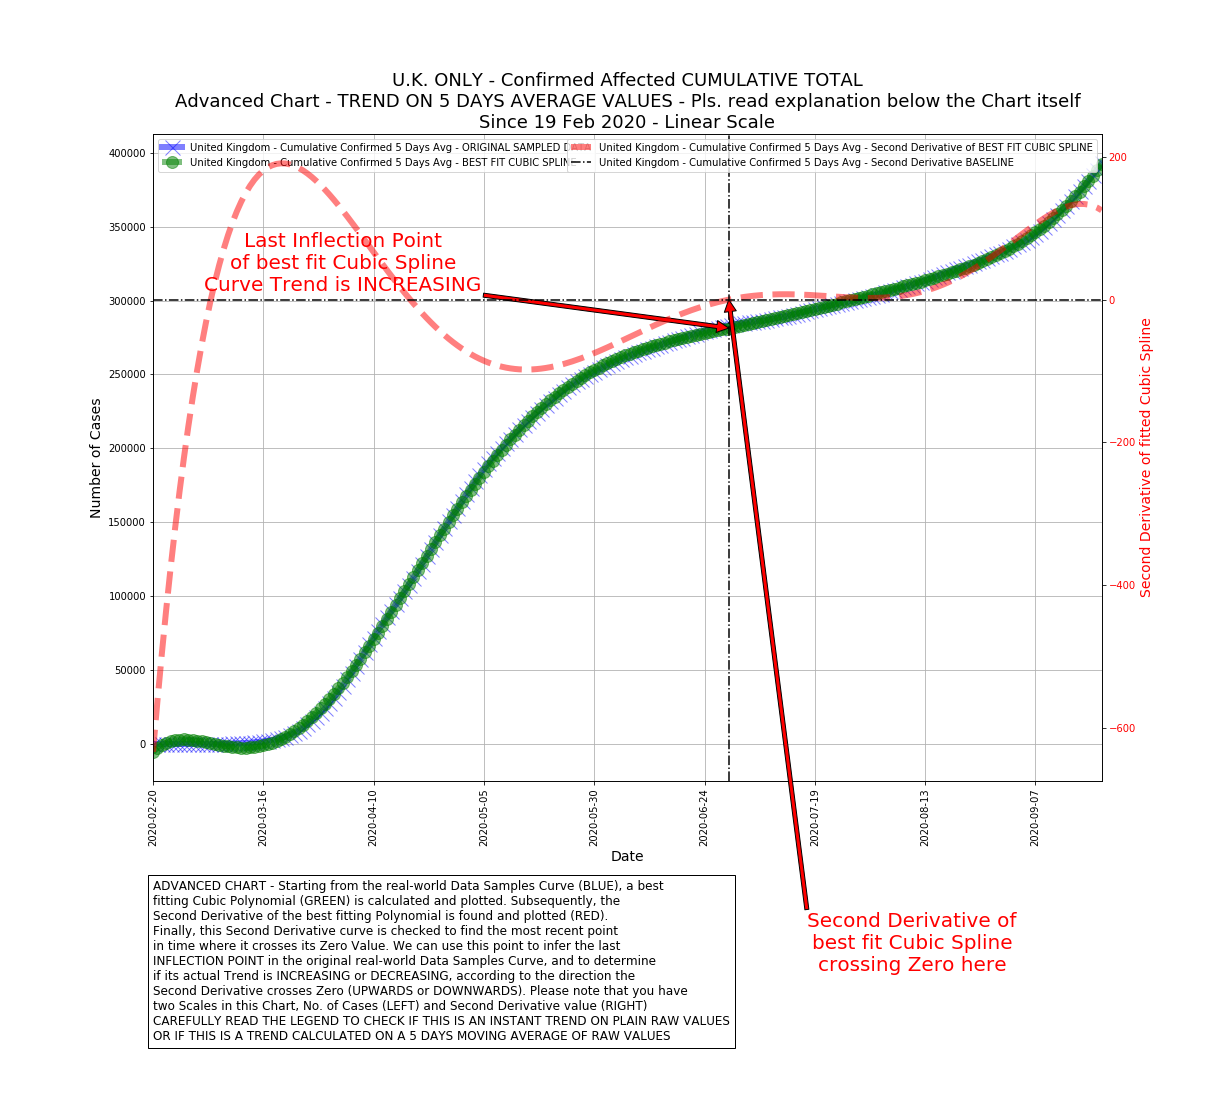 U.K. ONLY - Confirmed Affected CUMULATIVE TOTAL
Advanced Chart - TREND ON 5 DAYS AVERAGE VALUES - Pls. read explanation below the Chart itself
Since 19 Feb 2020 - Linear Scale
United Kingdom - Cumulative Confirmed 5 Days Avg - ORIGINAL SAMPLED
United Kingdom - Cumulative Confirmed 5 Days Avg - BEST FIT CUBIC SPLINE
United Kingdom - Cumulative Confirmed 5 Days Avg - Second Derivative of BEST FIT CUBIC SPLINE
United Kingdom - Cumulative Confirmed 5 Days Avg - Second Derivative BASELINE
400000
350000
300000
250000
200000
150000
100000
50000
0
Number of Cases
Last Inflection Point
of best fit Cubic Spline
Curve Trend is INCREASING
200
0
−200
−400
−600
Second Derivative of fitted Cubic Spline
2020-02-20
2020-03-16
2020-04-10
2020-05-05
2020-05-30
2020-06-24
2020-07-19
2020-08-13
2020-09-07
Date
Second Derivative of
best fit Cubic Spline
crossing Zero here
ADVANCED CHART - Starting from the real-world Data Samples Curve (BLUE), a best
fitting Cubic Polynomial (GREEN) is calculated and plotted. Subsequently, the
Second Derivative of the best fitting Polynomial is found and plotted (RED).
Finally, this Second Derivative curve is checked to find the most recent point
in time where it crosses its Zero Value. We can use this point to infer the last
INFLECTION POINT in the original real-world Data Samples Curve, and to determine
if its actual Trend is INCREASING or DECREASING, according to the direction the
Second Derivative crosses Zero (UPWARDS or DOWNWARDS). Please note that you have
two Scales in this Chart, No. of Cases (LEFT) and Second Derivative value (RIGHT)
CAREFULLY READ THE LEGEND TO CHECK IF THIS IS AN INSTANT TREND ON PLAIN RAW VALUES
OR IF THIS IS A TREND CALCULATED ON A 5 DAYS MOVING AVERAGE OF RAW VALUES